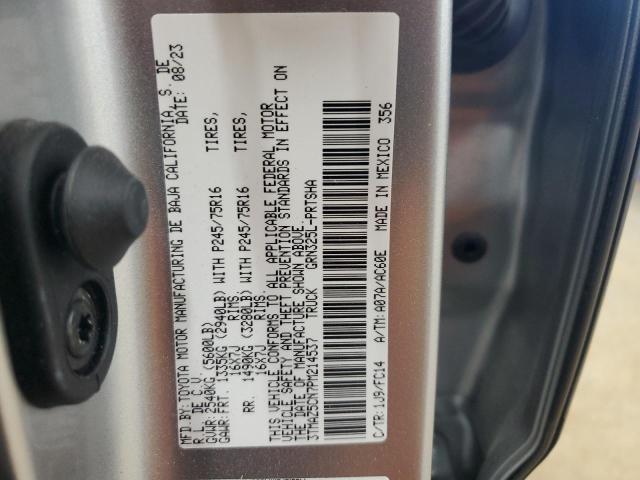 MFD.BY:TOYOTA MOTOR MANUFACTURING DE BAJA CALIFORNIA, S. DE
R. DE C.V. DATE: 08/23
GVWR:2540KG (5600LB)
GAWR:FRT. 1335KG (2940LB) WITH P245/75R16 TIRES,
16X7J RIMS,
RR. 1490KG (3280LB) WITH P245/75R16 TIRES,
16X7J RIMS.
THIS VEHICLE CONFORMS TO ALL APPLICABLE FEDERAL MOTOR
VEHICLE SAFETY AND THEFT PREVENTION STANDARDS IN EFFECT ON
THE DATE OF MANUFACTURE SHOWN ABOVE.
3TMAZ5CN7PM214537 TRUCK GRN325L-PRTSHA
C/TR:1J9/FC14 A/TM:A07A/AC60E MADE IN MEXICO 356